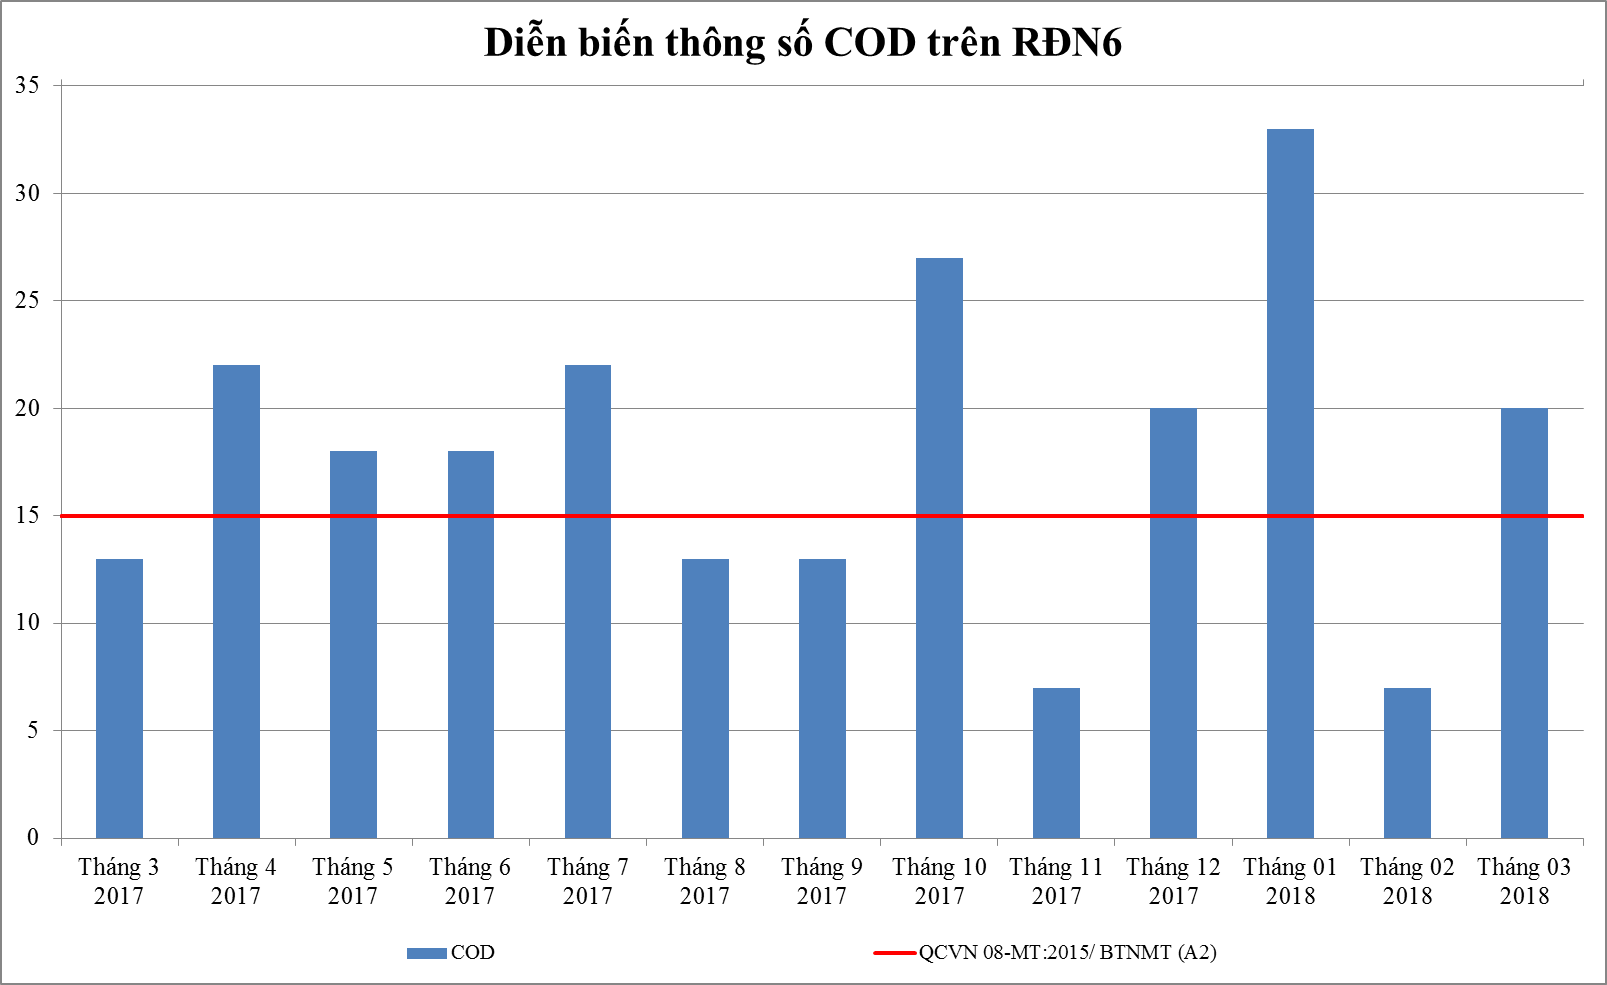 Diễn biến thông số COD trên RĐN6
35
30
25
20
15
10
5
0
Tháng 3 2017
Tháng 4 2017
Tháng 5 2017
Tháng 6 2017
Tháng 7 2017
Tháng 8 2017
Tháng 9 2017
Tháng 10 2017
Tháng 11 2017
Tháng 12 2017
Tháng 01 2018
Tháng 02 2018
Tháng 03 2018
COD
QCVN 08-MT:2015/ BTNMT (A2)